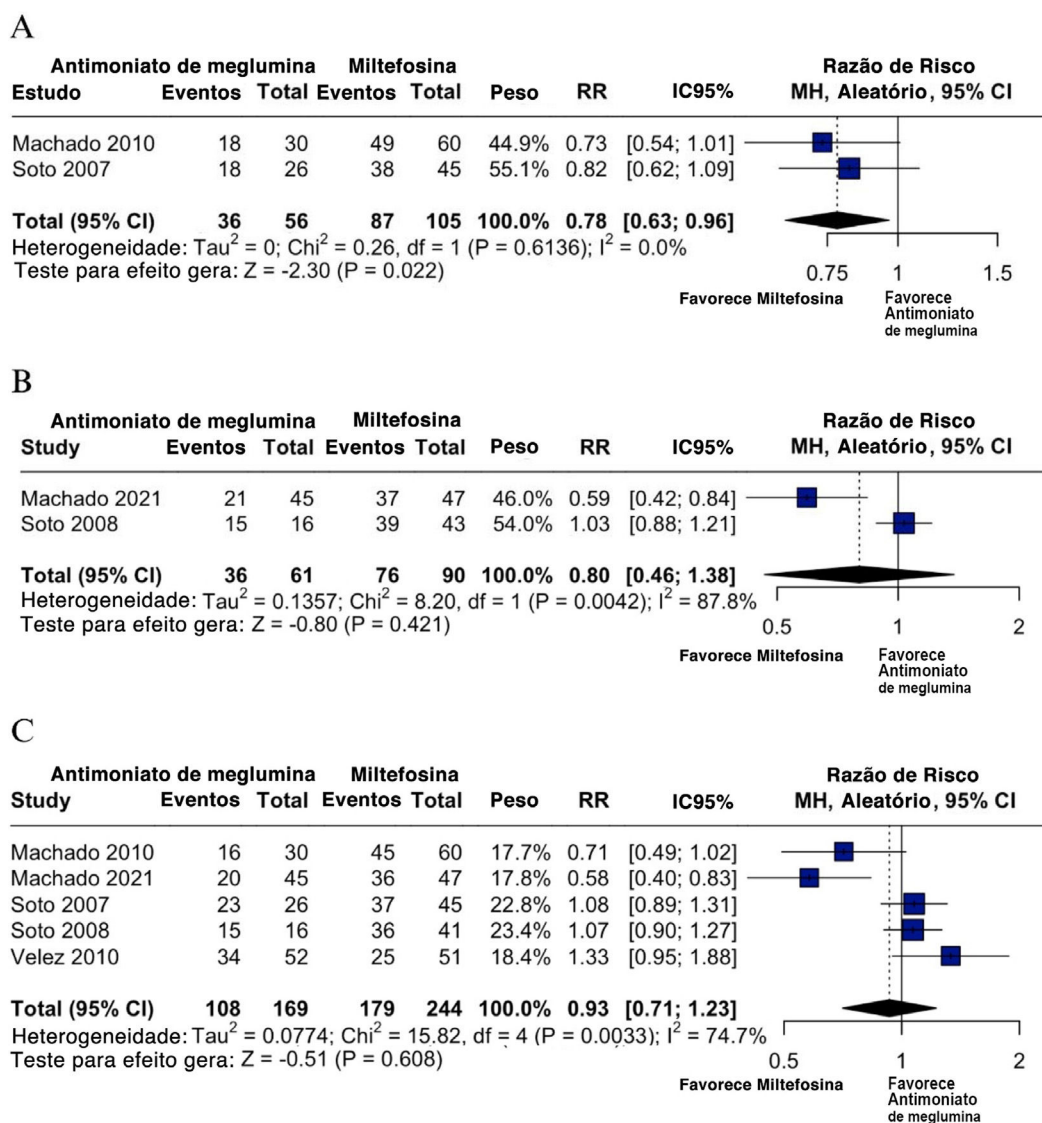 A
Antimoniato de meglumina Miltefosina Razão de Risco
Estudo Eventos Total Eventos Total Peso RR IC95% MH, Aleatório, 95% CI
Machado 2010 18 30 49 60 44.9% 0.73 [0.54; 1.01]
Soto 2007 18 26 38 45 55.1% 0.82 [0.62; 1.09]
Total (95% CI) 36 56 87 105 100.0% 0.78 [0.63; 0.96]
Heterogeneidade: Tau² = 0; Chi² = 0.26, df = 1 (P = 0.6136); I² = 0.0%
Teste para efeito gera: Z = -2.30 (P = 0.022)
0.75 1 1.5
Favorece Miltefosina Favorece
Antimoniato
de meglumina
B
Antimoniato de meglumina Miltefosina Razão de Risco
Study Eventos Total Eventos Total Peso RR IC95% MH, Aleatório, 95% CI
Machado 2021 21 45 37 47 46.0% 0.59 [0.42; 0.84]
Soto 2008 15 16 39 43 54.0% 1.03 [0.88; 1.21]
Total (95% CI) 36 61 76 90 100.0% 0.80 [0.46; 1.38]
Heterogeneidade: Tau² = 0.1357; Chi² = 8.20, df = 1 (P = 0.0042); I² = 87.8%
Teste para efeito gera: Z = -0.80 (P = 0.421)
0.5 1 2
Favorece Miltefosina Favorece
Antimoniato
de meglumina
C
Antimoniato de meglumina Miltefosina Razão de Risco
Study Eventos Total Eventos Total Peso RR IC95% MH, Aleatório, 95% CI
Machado 2010 16 30 45 60 17.7% 0.71 [0.49; 1.02]
Machado 2021 20 45 36 47 17.8% 0.58 [0.40; 0.83]
Soto 2007 23 26 37 45 22.8% 1.08 [0.89; 1.31]
Soto 2008 15 16 36 41 23.4% 1.07 [0.90; 1.27]
Velez 2010 34 52 25 51 18.4% 1.33 [0.95; 1.88]
Total (95% CI) 108 169 179 244 100.0% 0.93 [0.71; 1.23]
Heterogeneidade: Tau² = 0.0774; Chi² = 15.82, df = 4 (P = 0.0033); I² = 74.7%
Teste para efeito gera: Z = -0.51 (P = 0.608)
0.5 1 2
Favorece Miltefosina Favorece
Antimoniato
de meglumina